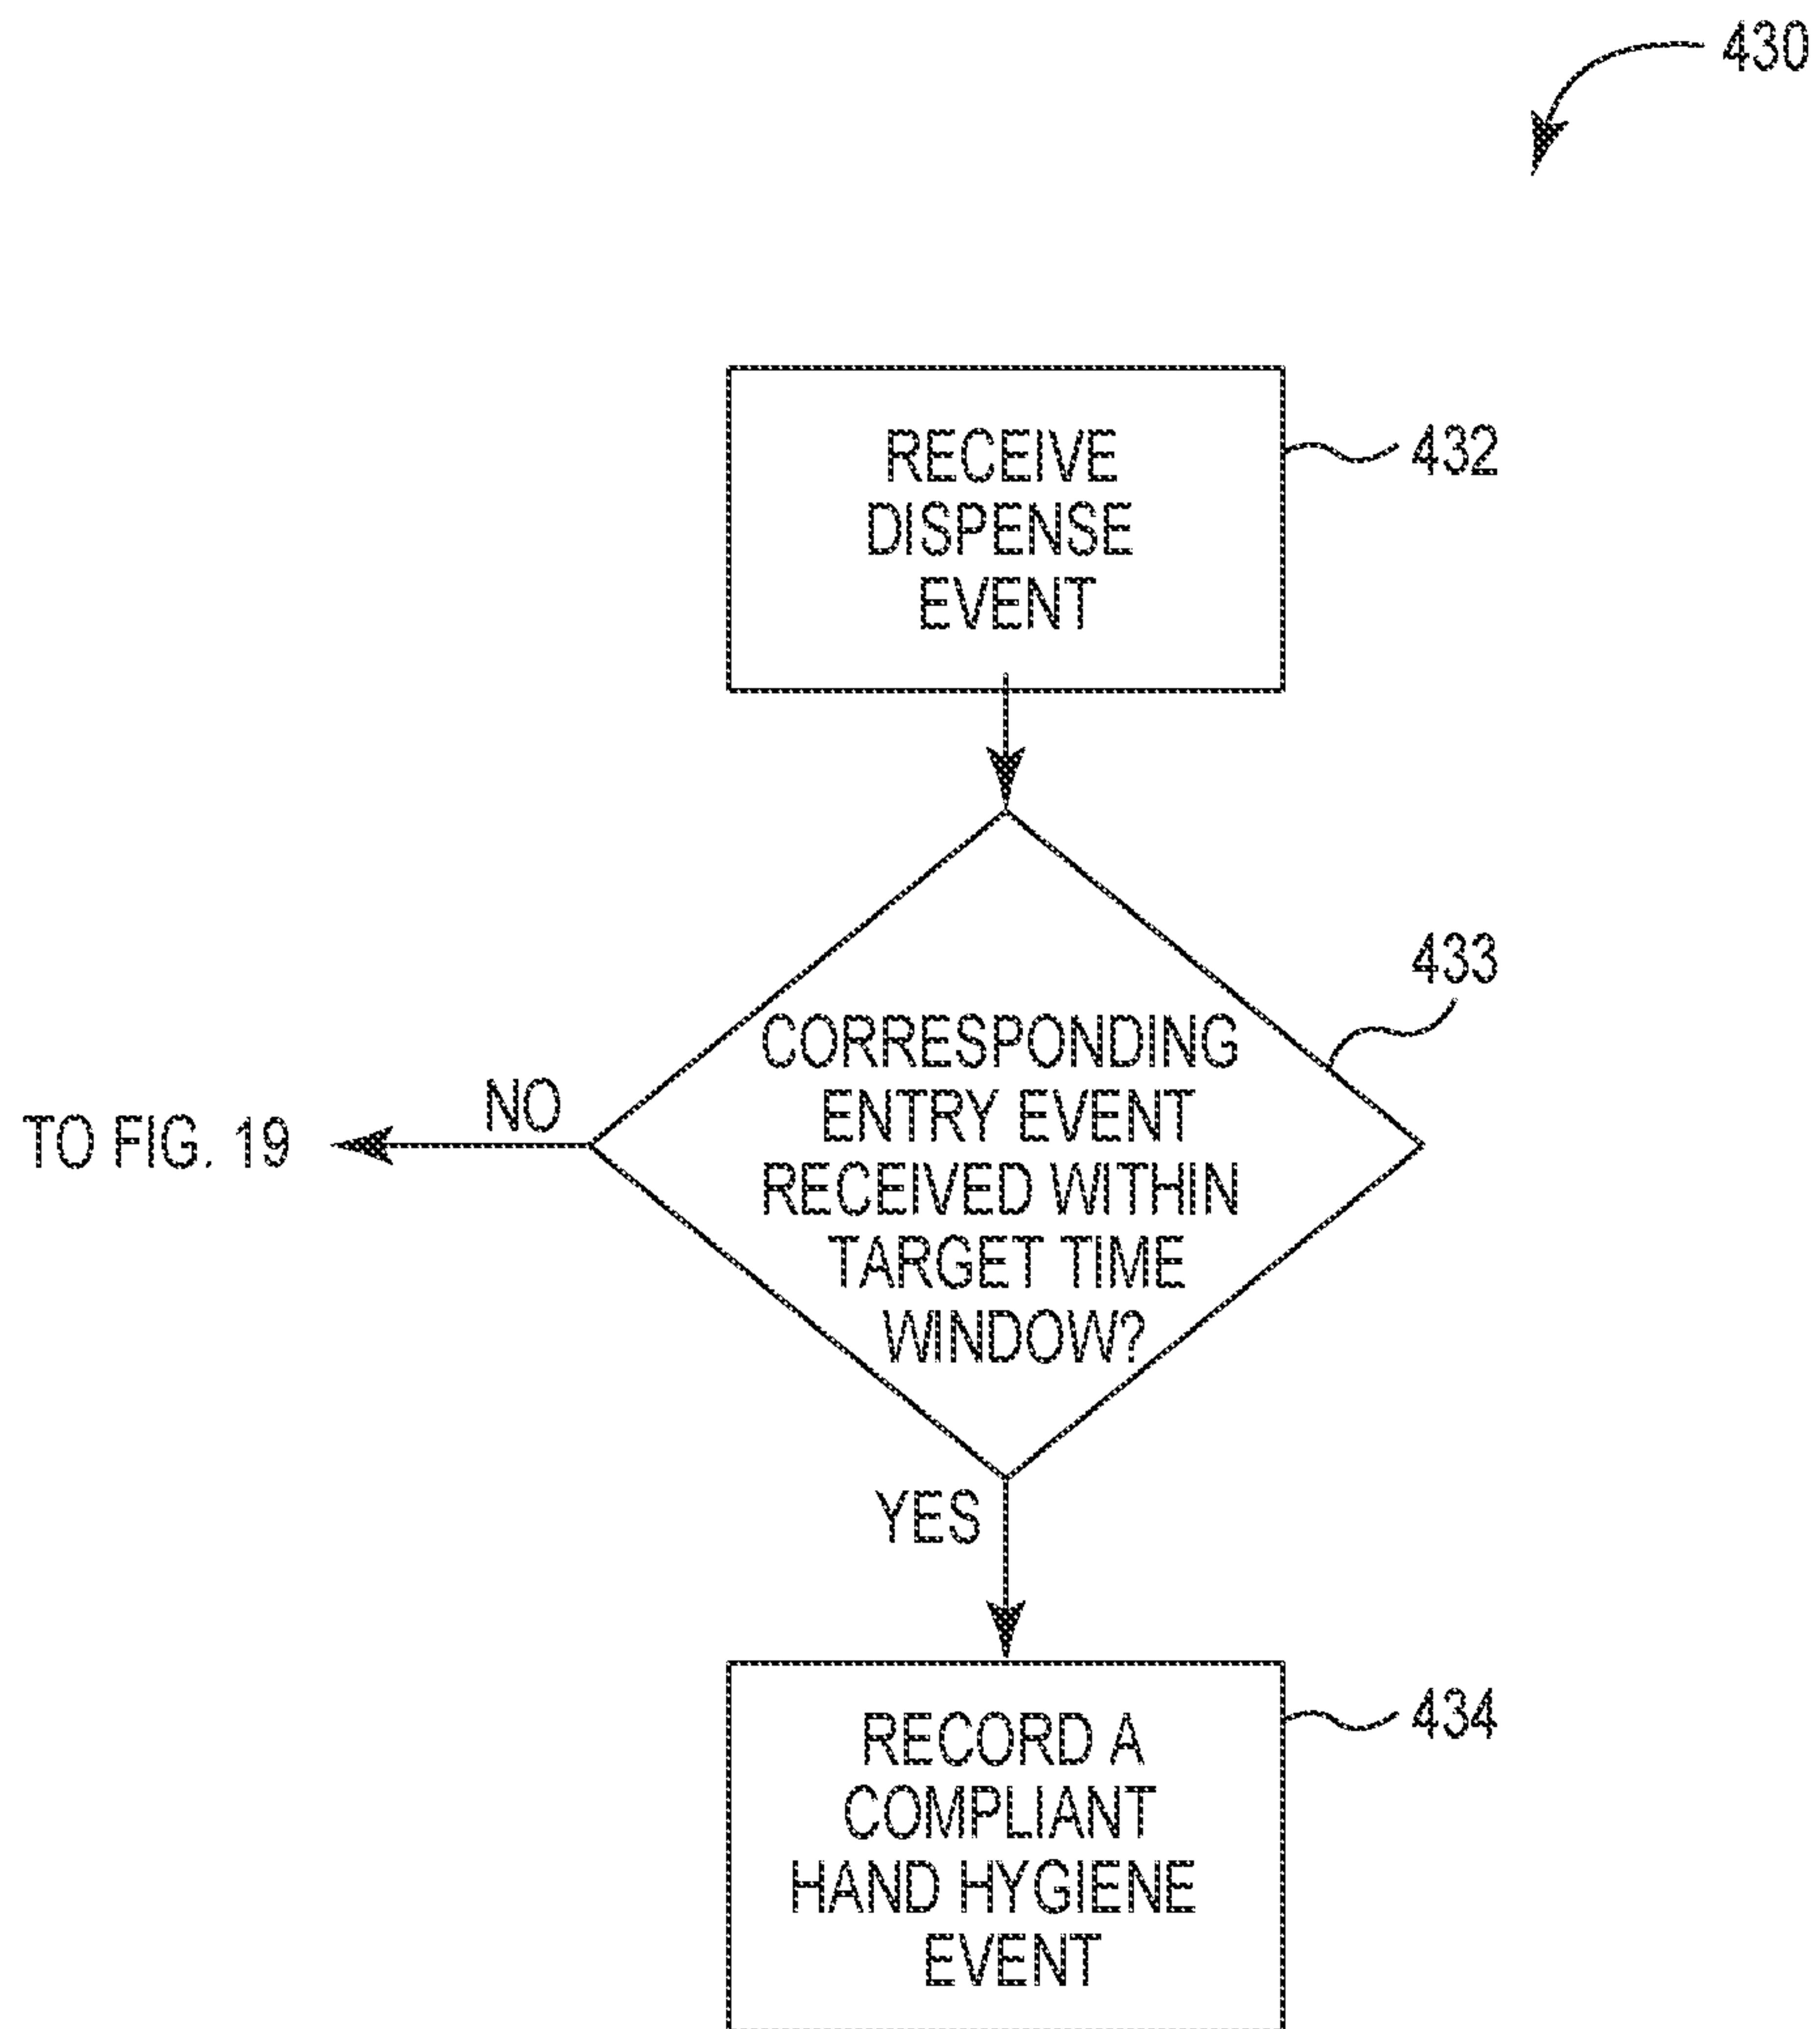 430
RECEIVE
DISPENSE
EVENT
432
433
CORRESPONDING
ENTRY EVENT
RECEIVED WITHIN
TARGET TIME
WINDOW?
NO
TO FIG. 19
YES
RECORD A
COMPLIANT
HAND HYGIENE
EVENT
434